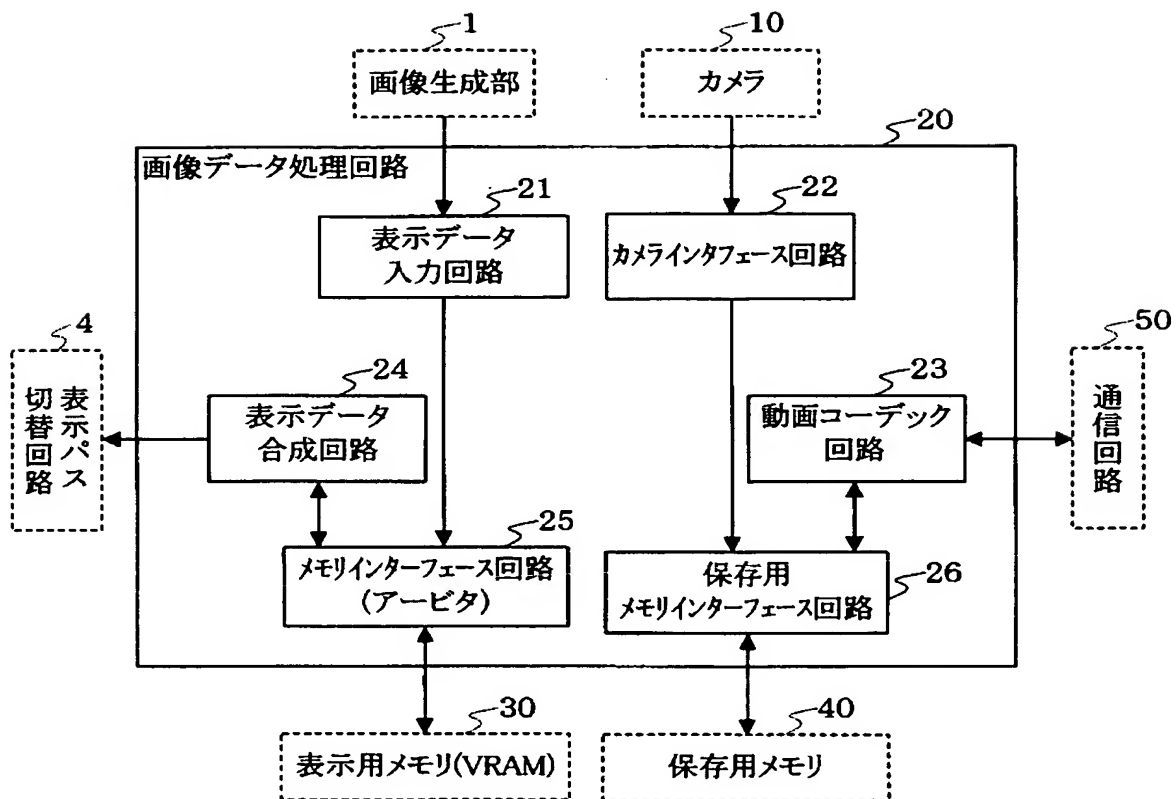 1
画像生成部
10
カメラ
20
画像データ処理回路
21
表示データ
入力回路
22
カメラインタフェース回路
4
表示パス
切替回路
24
表示データ
合成回路
23
動画コーデック
回路
50
通信回路
25
メモリインターフェース回路
(アービタ)
保存用
メモリインターフェース回路
26
30
表示用メモリ(VRAM)
40
保存用メモリ